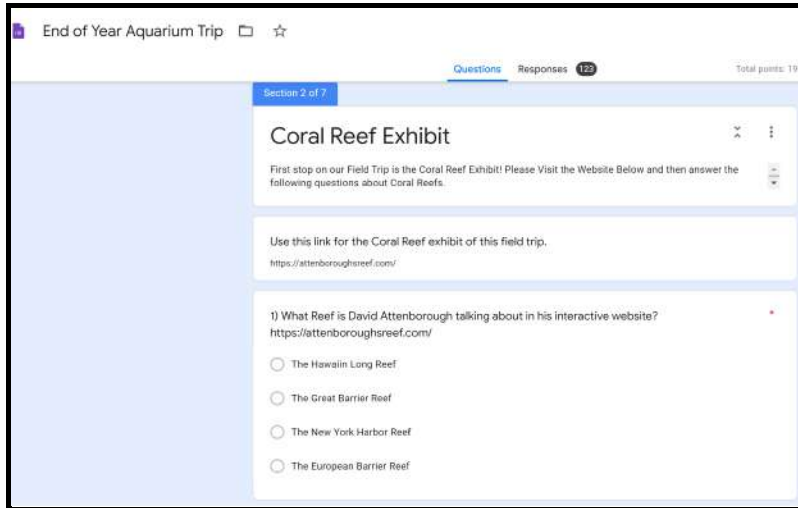 End of Year Aquarium Trip
Questions Responses 123 Total points: 19
Section 2 of 7
Coral Reef Exhibit
First stop on our Field Trip is the Coral Reef Exhibit! Please Visit the Website Below and then answer the
following questions about Coral Reefs.
Use this link for the Coral Reef exhibit of this field trip.
https://attenboroughsreef.com/
1) What Reef is David Attenborough talking about in his interactive website? *
https://attenboroughsreef.com/
The Hawaiin Long Reef
The Great Barrier Reef
The New York Harbor Reef
The European Barrier Reef